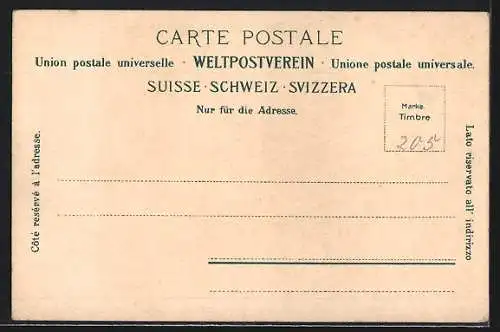 CARTE POSTALE
Union postale universelle · WELTPOSTVEREIN · Unione postale universale.
SUISSE · SCHWEIZ · SVIZZERA
Nur für die Adresse.
Marke.
Timbre
205
Côté resérvé à l'adresse.
Lato riservato all' indirizzo